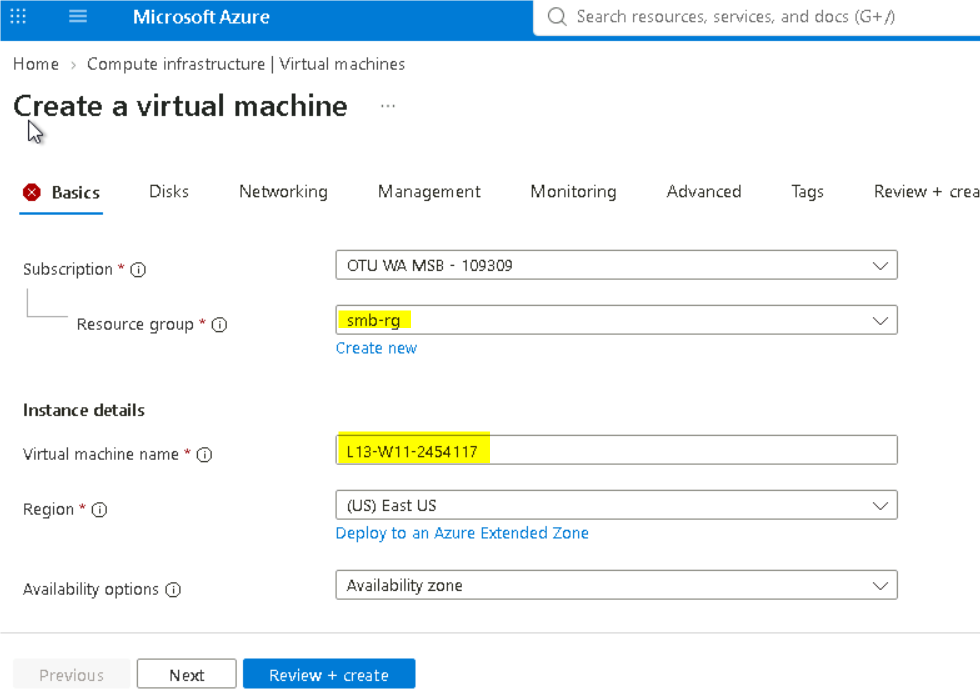 Microsoft Azure
Search resources, services, and docs (G+/)
Home > Compute infrastructure | Virtual machines
Create a virtual machine ...
Basics Disks Networking Management Monitoring Advanced Tags Review + crea
Subscription * OTU WA MSB - 109309
Resource group * smb-rg
Create new
Instance details
Virtual machine name * L13-W11-2454117
Region * (US) East US
Deploy to an Azure Extended Zone
Availability options Availability zone
Previous Next Review + create